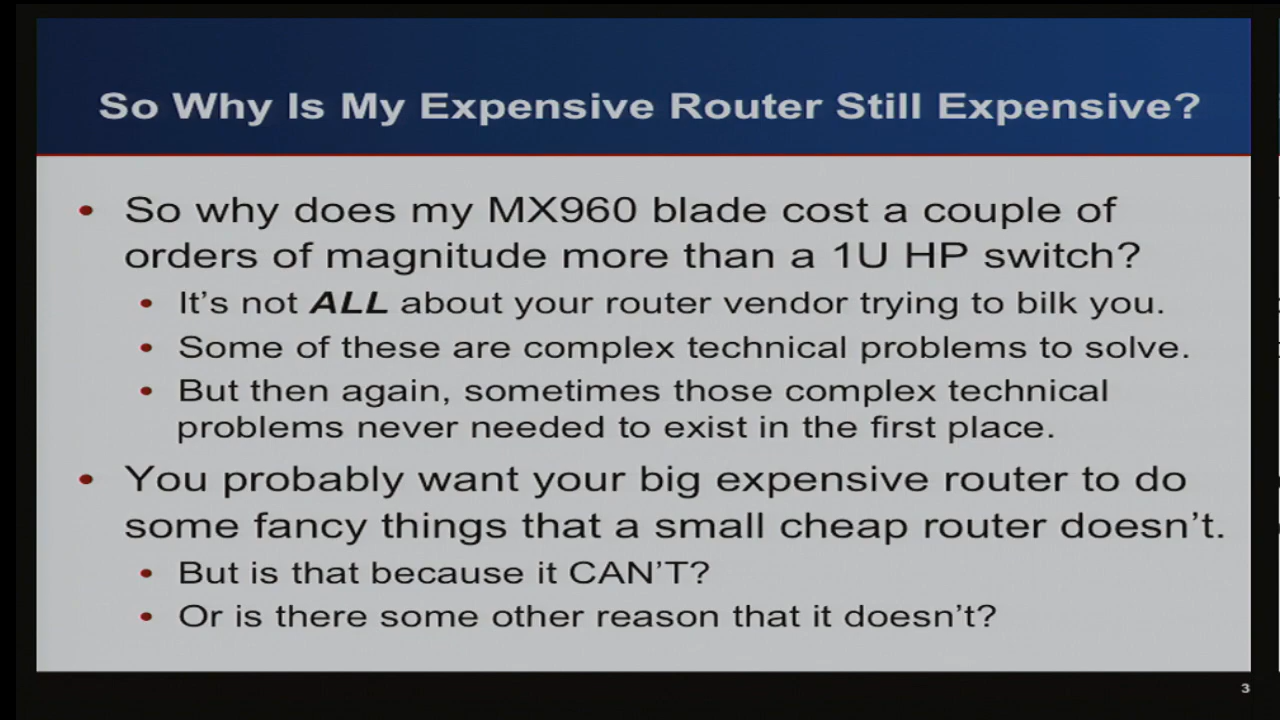 So Why Is My Expensive Router Still Expensive?
• So why does my MX960 blade cost a couple of
orders of magnitude more than a 1U HP switch?
• It's not ALL about your router vendor trying to bilk you.
• Some of these are complex technical problems to solve.
• But then again, sometimes those complex technical
problems never needed to exist in the first place.
• You probably want your big expensive router to do
some fancy things that a small cheap router doesn't.
• But is that because it CAN'T?
• Or is there some other reason that it doesn't?
3